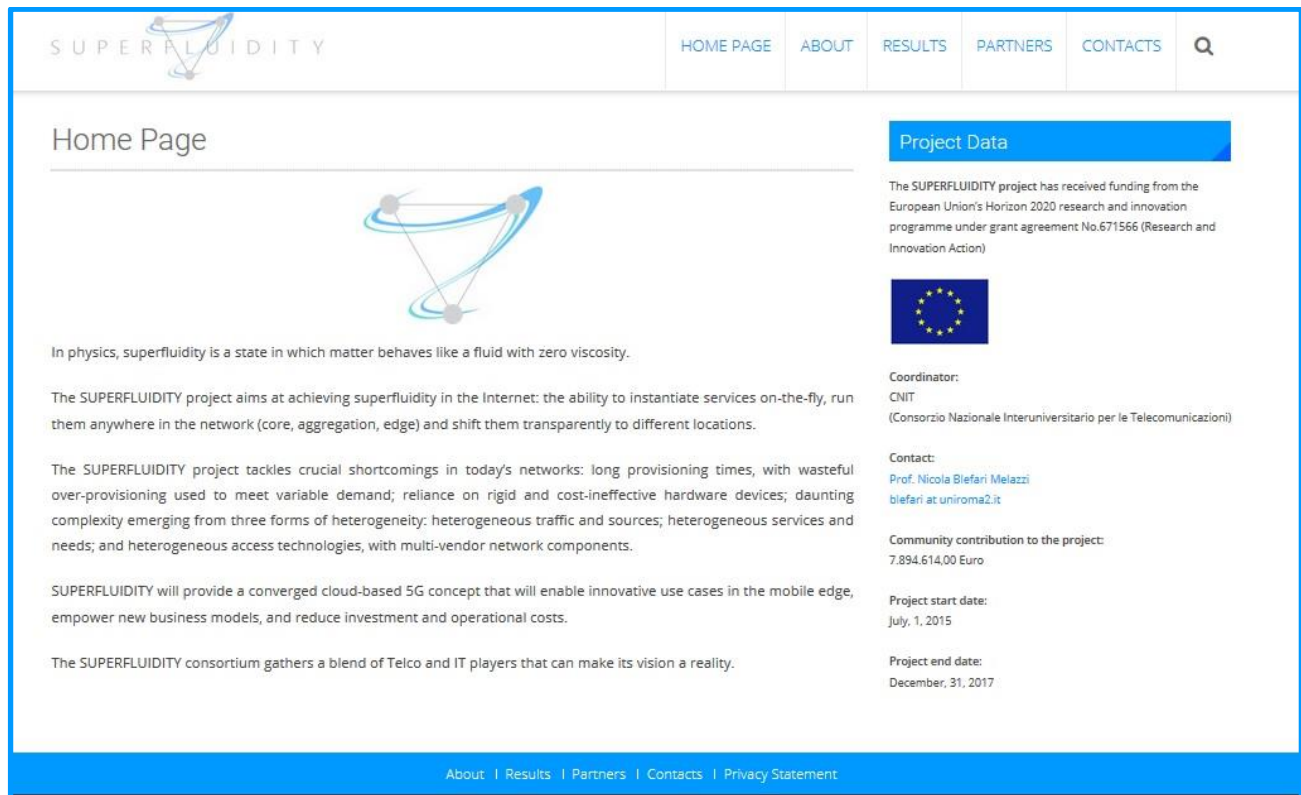 SUPERFLUIDITY
HOME PAGE
ABOUT
RESULTS
PARTNERS
CONTACTS
Home Page
In physics, superfluidity is a state in which matter behaves like a fluid with zero viscosity.
The SUPERFLUIDITY project aims at achieving superfluidity in the Internet: the ability to instantiate services on-the-fly, run
them anywhere in the network (core, aggregation, edge) and shift them transparently to different locations.
The SUPERFLUIDITY project tackles crucial shortcomings in today's networks: long provisioning times, with wasteful
over-provisioning used to meet variable demand; reliance on rigid and cost-ineffective hardware devices; daunting
complexity emerging from three forms of heterogeneity: heterogeneous traffic and sources; heterogeneous services and
needs; and heterogeneous access technologies, with multi-vendor network components.
SUPERFLUIDITY will provide a converged cloud-based 5G concept that will enable innovative use cases in the mobile edge,
empower new business models, and reduce investment and operational costs.
The SUPERFLUIDITY consortium gathers a blend of Telco and IT players that can make its vision a reality.
Project Data
The SUPERFLUIDITY project has received funding from the
European Union's Horizon 2020 research and innovation
programme under grant agreement No.671566 (Research and
Innovation Action)
Coordinator:
CNIT
(Consorzio Nazionale Interuniversitario per le Telecomunicazioni)
Contact:
Prof. Nicola Blefari Melazzi
blefari at uniroma2.it
Community contribution to the project:
7.894.614,00 Euro
Project start date:
July, 1, 2015
Project end date:
December, 31, 2017
About | Results | Partners | Contacts | Privacy Statement